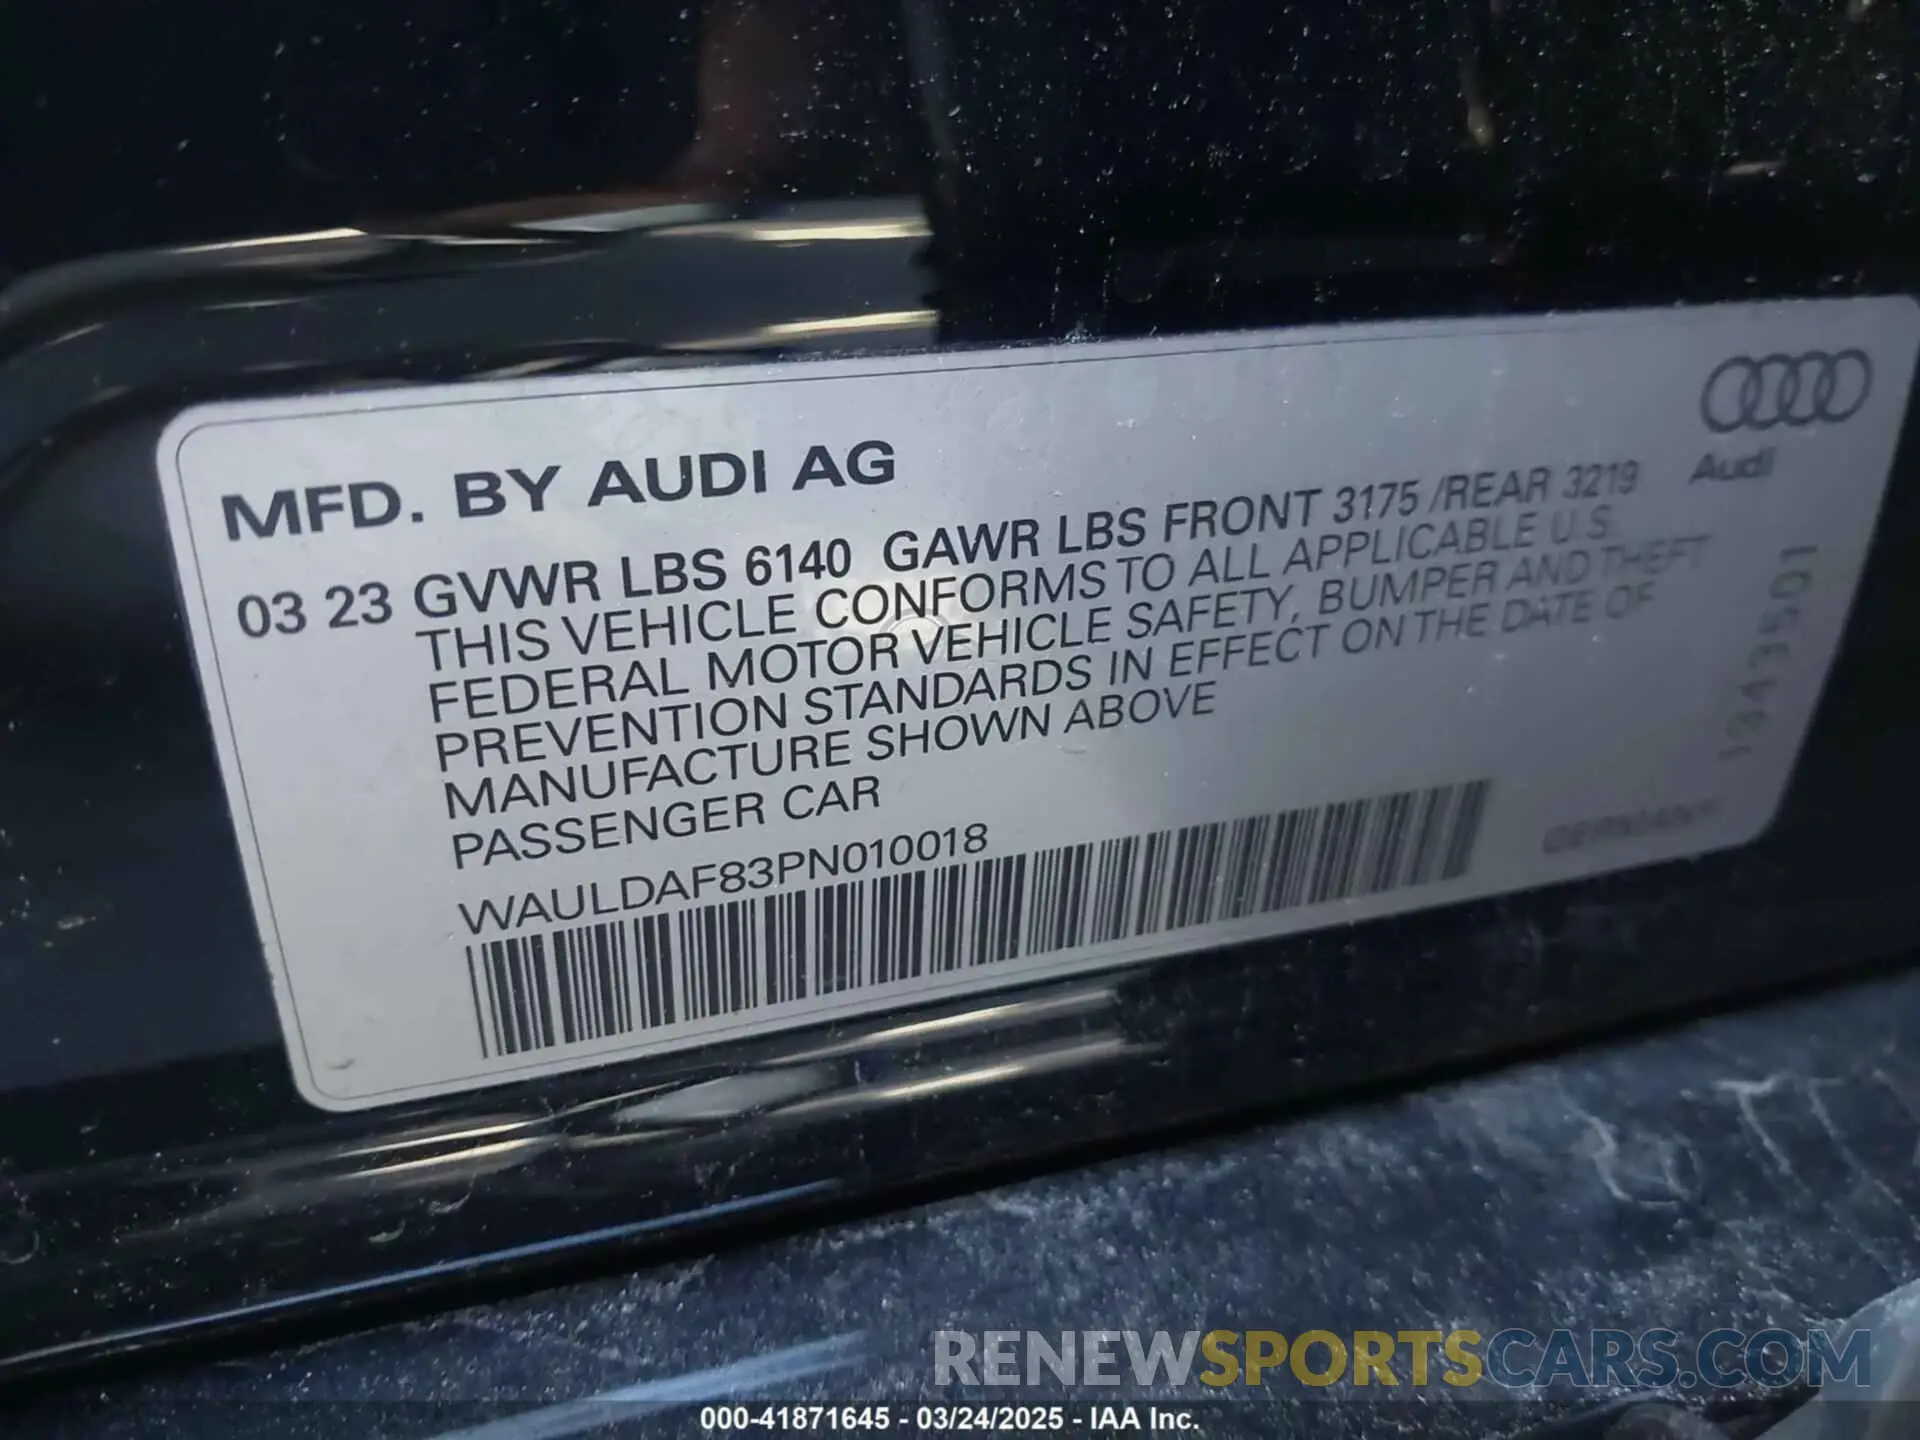 MFD. BY AUDI AG
Audi
03 23 GVWR LBS 6140 GAWR LBS FRONT 3175 /REAR 3219
THIS VEHICLE CONFORMS TO ALL APPLICABLE U.S.
FEDERAL MOTOR VEHICLE SAFETY, BUMPER AND THEFT
PREVENTION STANDARDS IN EFFECT ON THE DATE OF
MANUFACTURE SHOWN ABOVE
PASSENGER CAR
WAULDAF83PN010018
GERMANY
1343501
RENEWSPORTSCARS.COM
000-41871645 - 03/24/2025 - IAA Inc.